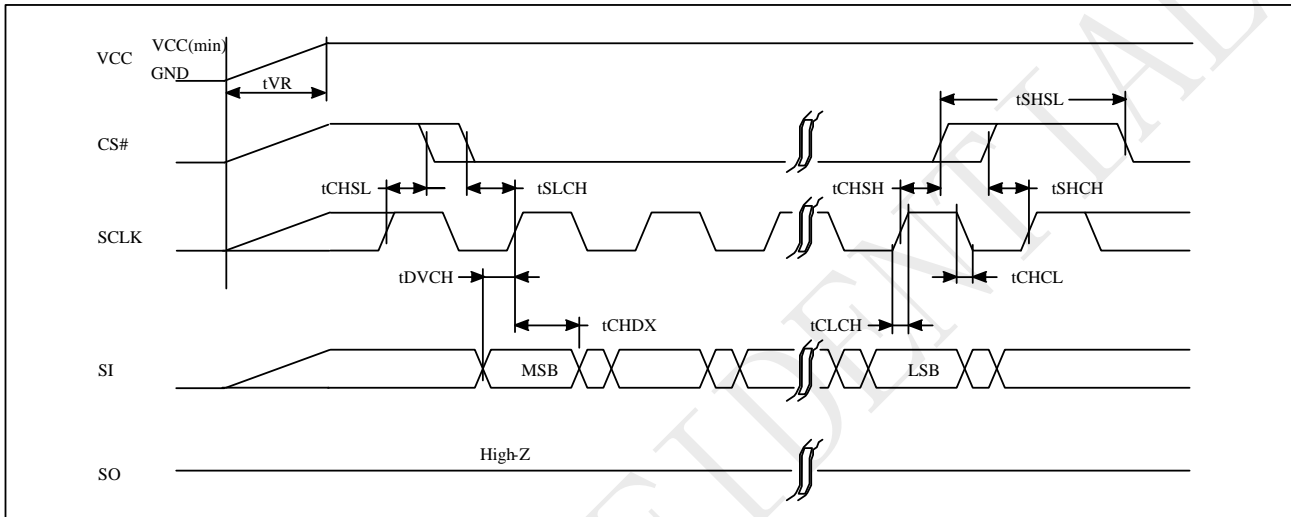 VCC(min)
VCC
GND
tVR
tSHSL
CS#
tCHSL
tSLCH
tCHSH
tSHCH
SCLK
tDVCH
tCHCL
tCHDX
tCLCH
SI
MSB
LSB
High-Z
SO